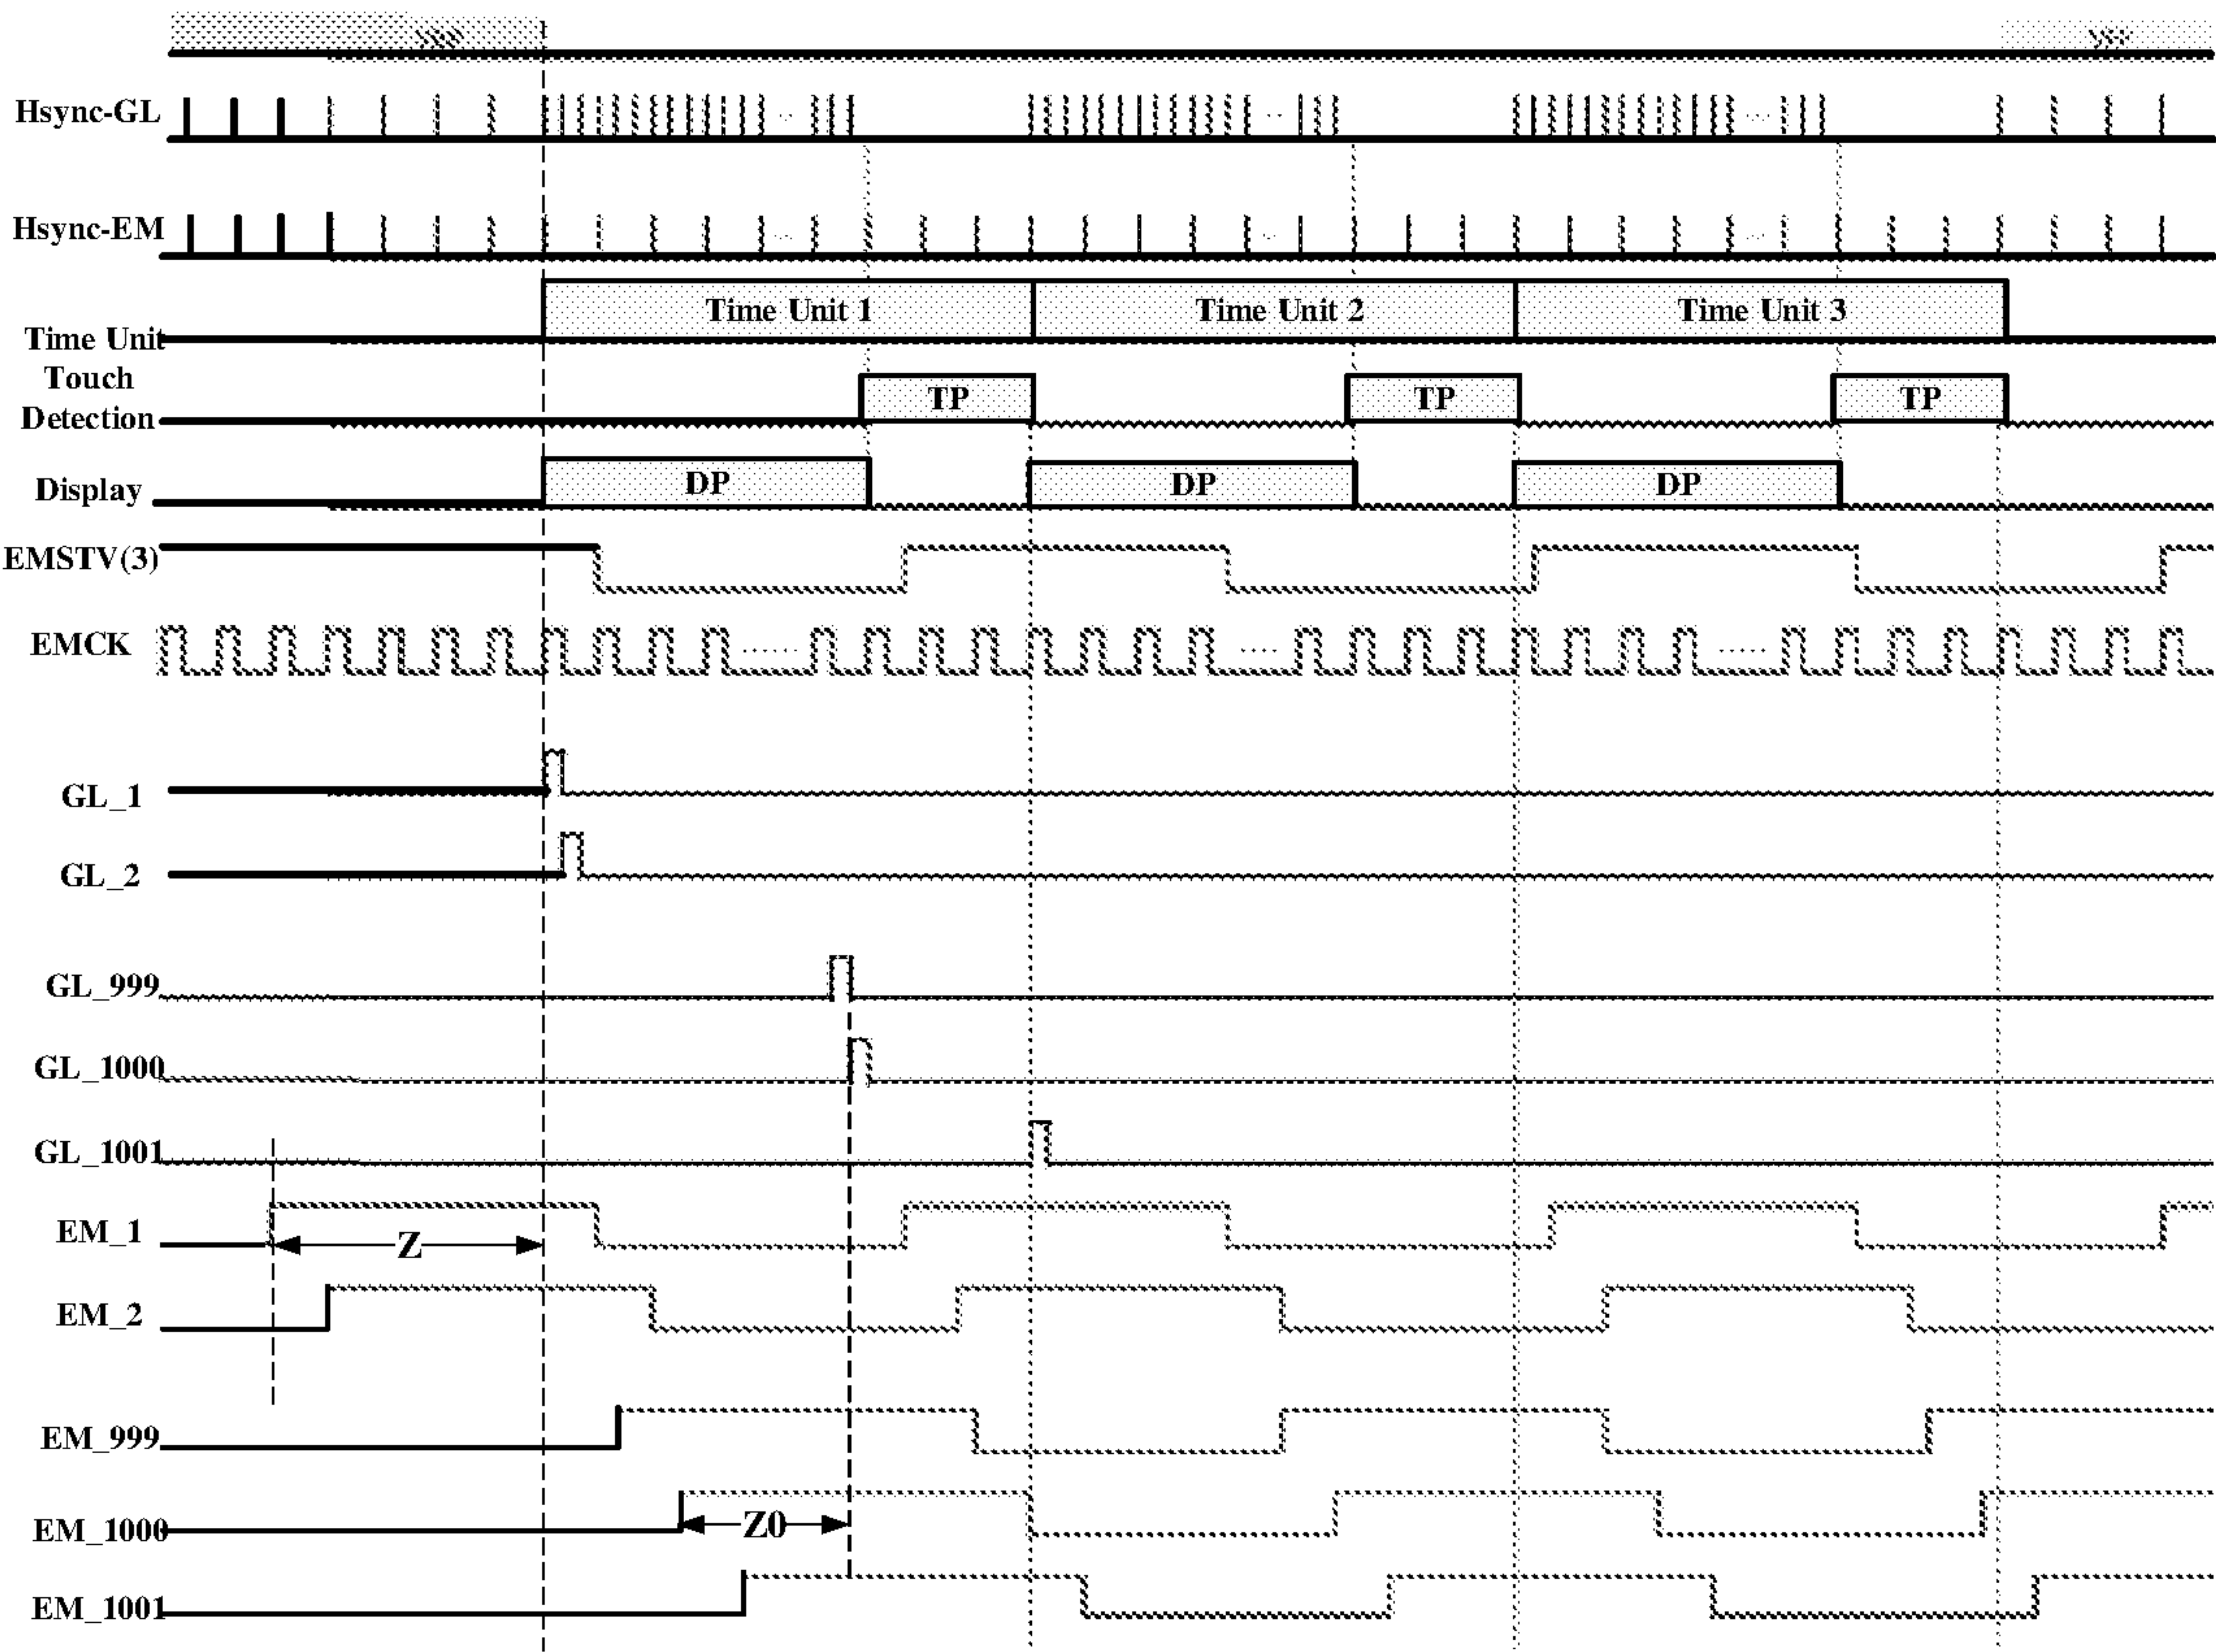 Hsync-GL
Hsync-EM
Time Unit 1 Time Unit 2 Time Unit 3
Time Unit
Touch
Detection
TP TP TP
Display
DP DP DP
EMSTV(3)
EMCK
GL_1
GL_2
GL_999
GL_1000
GL_1001
EM_1
Z
EM_2
EM_999
EM_1000
Z0
EM_1001